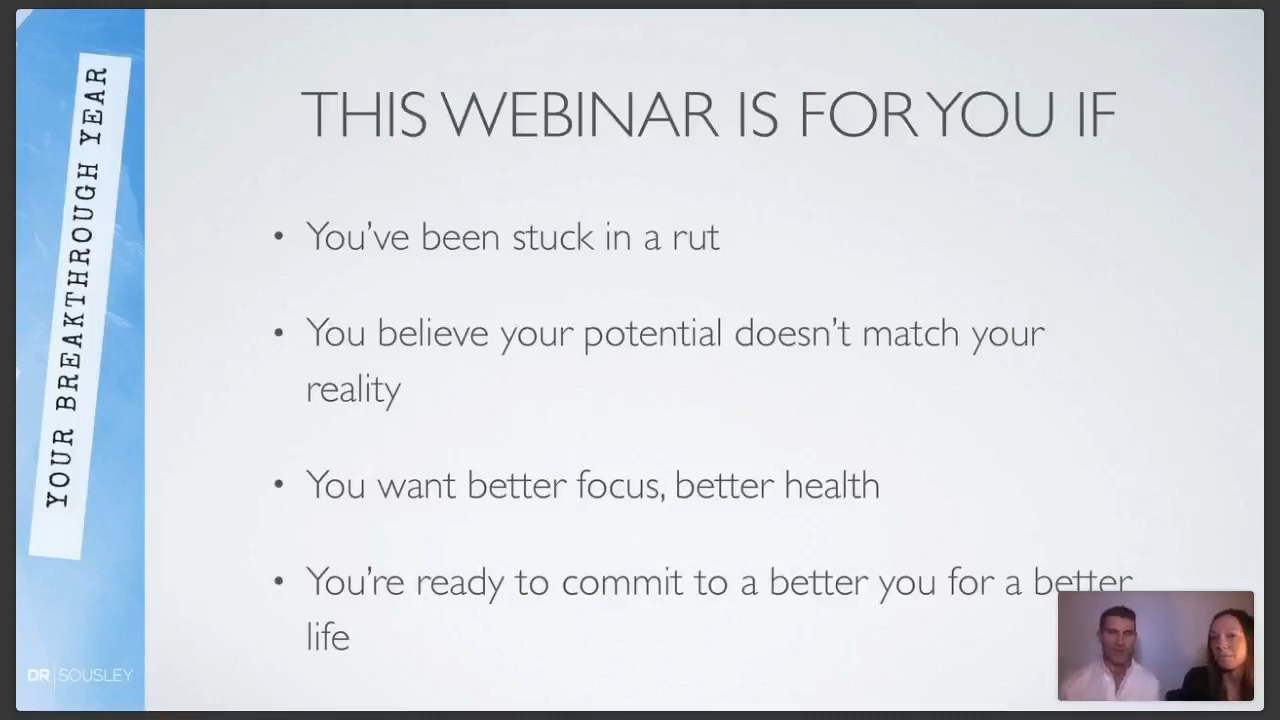 YOUR BREAKTHROUGH YEAR
THIS WEBINAR IS FOR YOU IF
• You've been stuck in a rut
• You believe your potential doesn't match your
reality
• You want better focus, better health
• You're ready to commit to a better you for a better
life
DR SOUSLEY